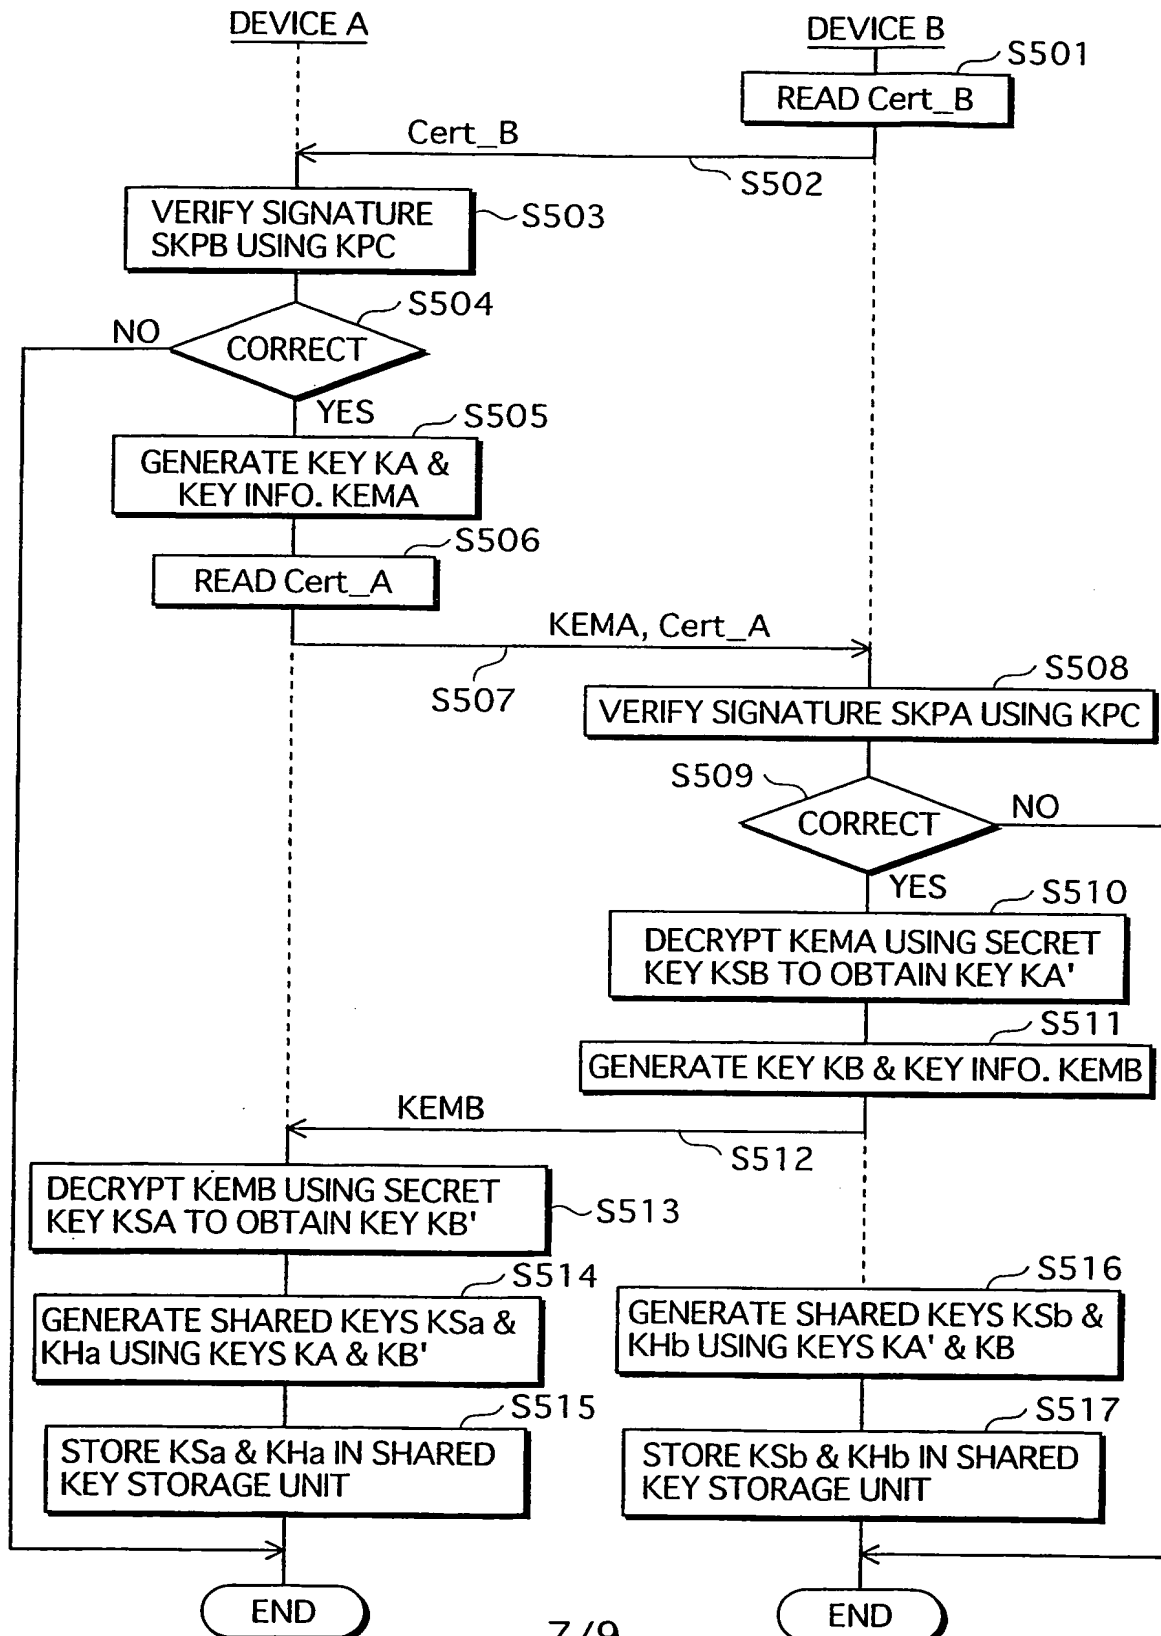 DEVICE A
DEVICE B
S501
READ Cert_B
Cert_B
S502
VERIFY SIGNATURE
SKPB USING KPC
S503
S504
NO
CORRECT
YES
S505
GENERATE KEY KA &
KEY INFO. KEMA
S506
READ Cert_A
KEMA, Cert_A
S507
S508
VERIFY SIGNATURE SKPA USING KPC
S509
CORRECT
NO
YES
S510
DECRYPT KEMA USING SECRET
KEY KSB TO OBTAIN KEY KA'
S511
GENERATE KEY KB & KEY INFO. KEMB
KEMB
S512
DECRYPT KEMB USING SECRET
KEY KSA TO OBTAIN KEY KB'
S513
S514
GENERATE SHARED KEYS KSa &
KHa USING KEYS KA & KB'
S516
GENERATE SHARED KEYS KSb &
KHb USING KEYS KA' & KB
S515
STORE KSa & KHa IN SHARED
KEY STORAGE UNIT
S517
STORE KSb & KHb IN SHARED
KEY STORAGE UNIT
END
END
7/9